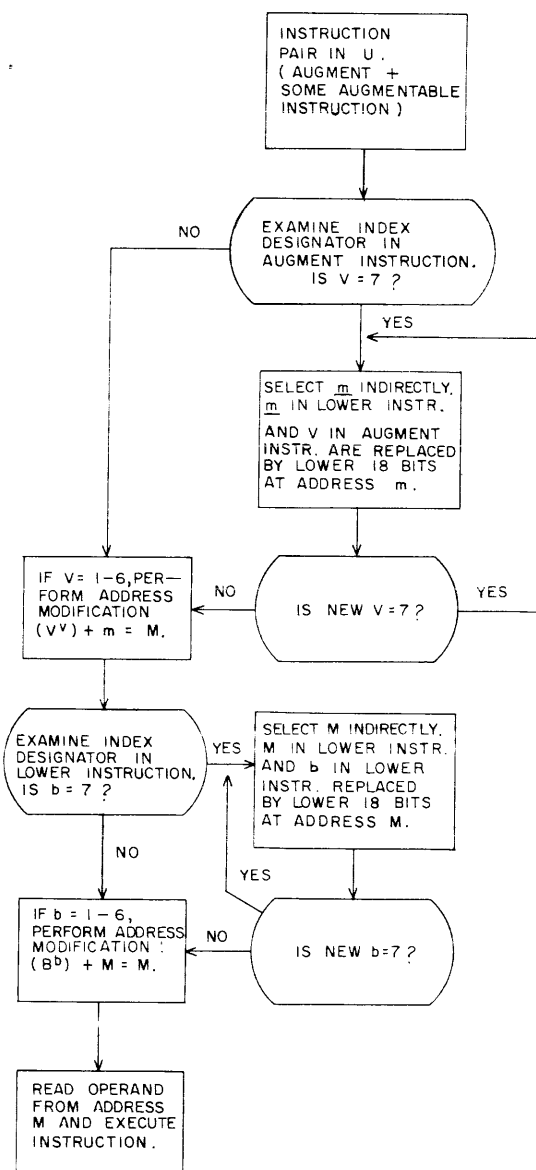 INSTRUCTION
PAIR IN U.
( AUGMENT +
SOME AUGMENTABLE
INSTRUCTION )
EXAMINE INDEX
DESIGNATOR IN
AUGMENT INSTRUCTION.
IS V = 7 ?
NO
YES
SELECT m INDIRECTLY.
m IN LOWER INSTR.
AND V IN AUGMENT
INSTR. ARE REPLACED
BY LOWER 18 BITS
AT ADDRESS m.
IS NEW V=7 ?
NO
YES
IF V= 1-6, PER-
FORM ADDRESS
MODIFICATION
(Vᵛ) + m = M.
EXAMINE INDEX
DESIGNATOR IN
LOWER INSTRUCTION.
IS b=7 ?
YES
NO
SELECT M INDIRECTLY.
M IN LOWER INSTR.
AND b IN LOWER
INSTR. REPLACED
BY LOWER 18 BITS
AT ADDRESS M.
YES
IS NEW b=7 ?
NO
IF b = 1-6,
PERFORM ADDRESS
MODIFICATION :
(Bᵇ) + M = M.
READ OPERAND
FROM ADDRESS
M AND EXECUTE
INSTRUCTION.